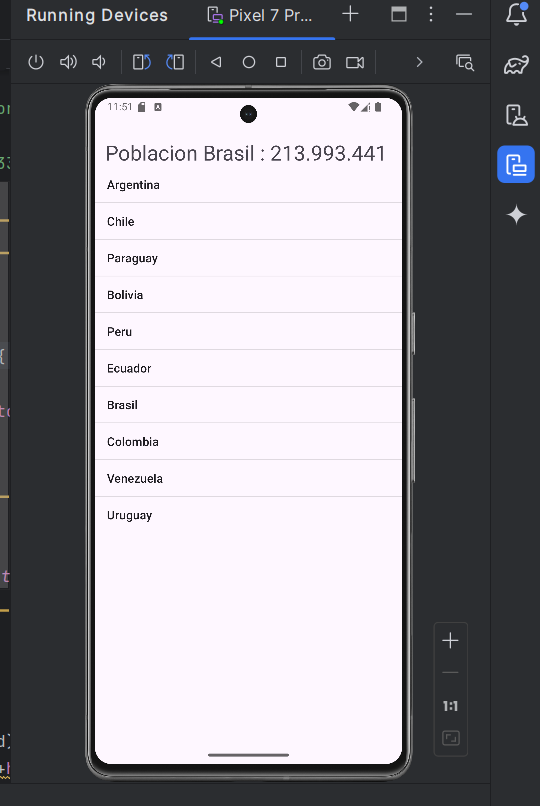 Running Devices
Pixel 7 Pr...
11:51
Poblacion Brasil : 213.993.441
Argentina
Chile
Paraguay
Bolivia
Peru
Ecuador
Brasil
Colombia
Venezuela
Uruguay
1:1